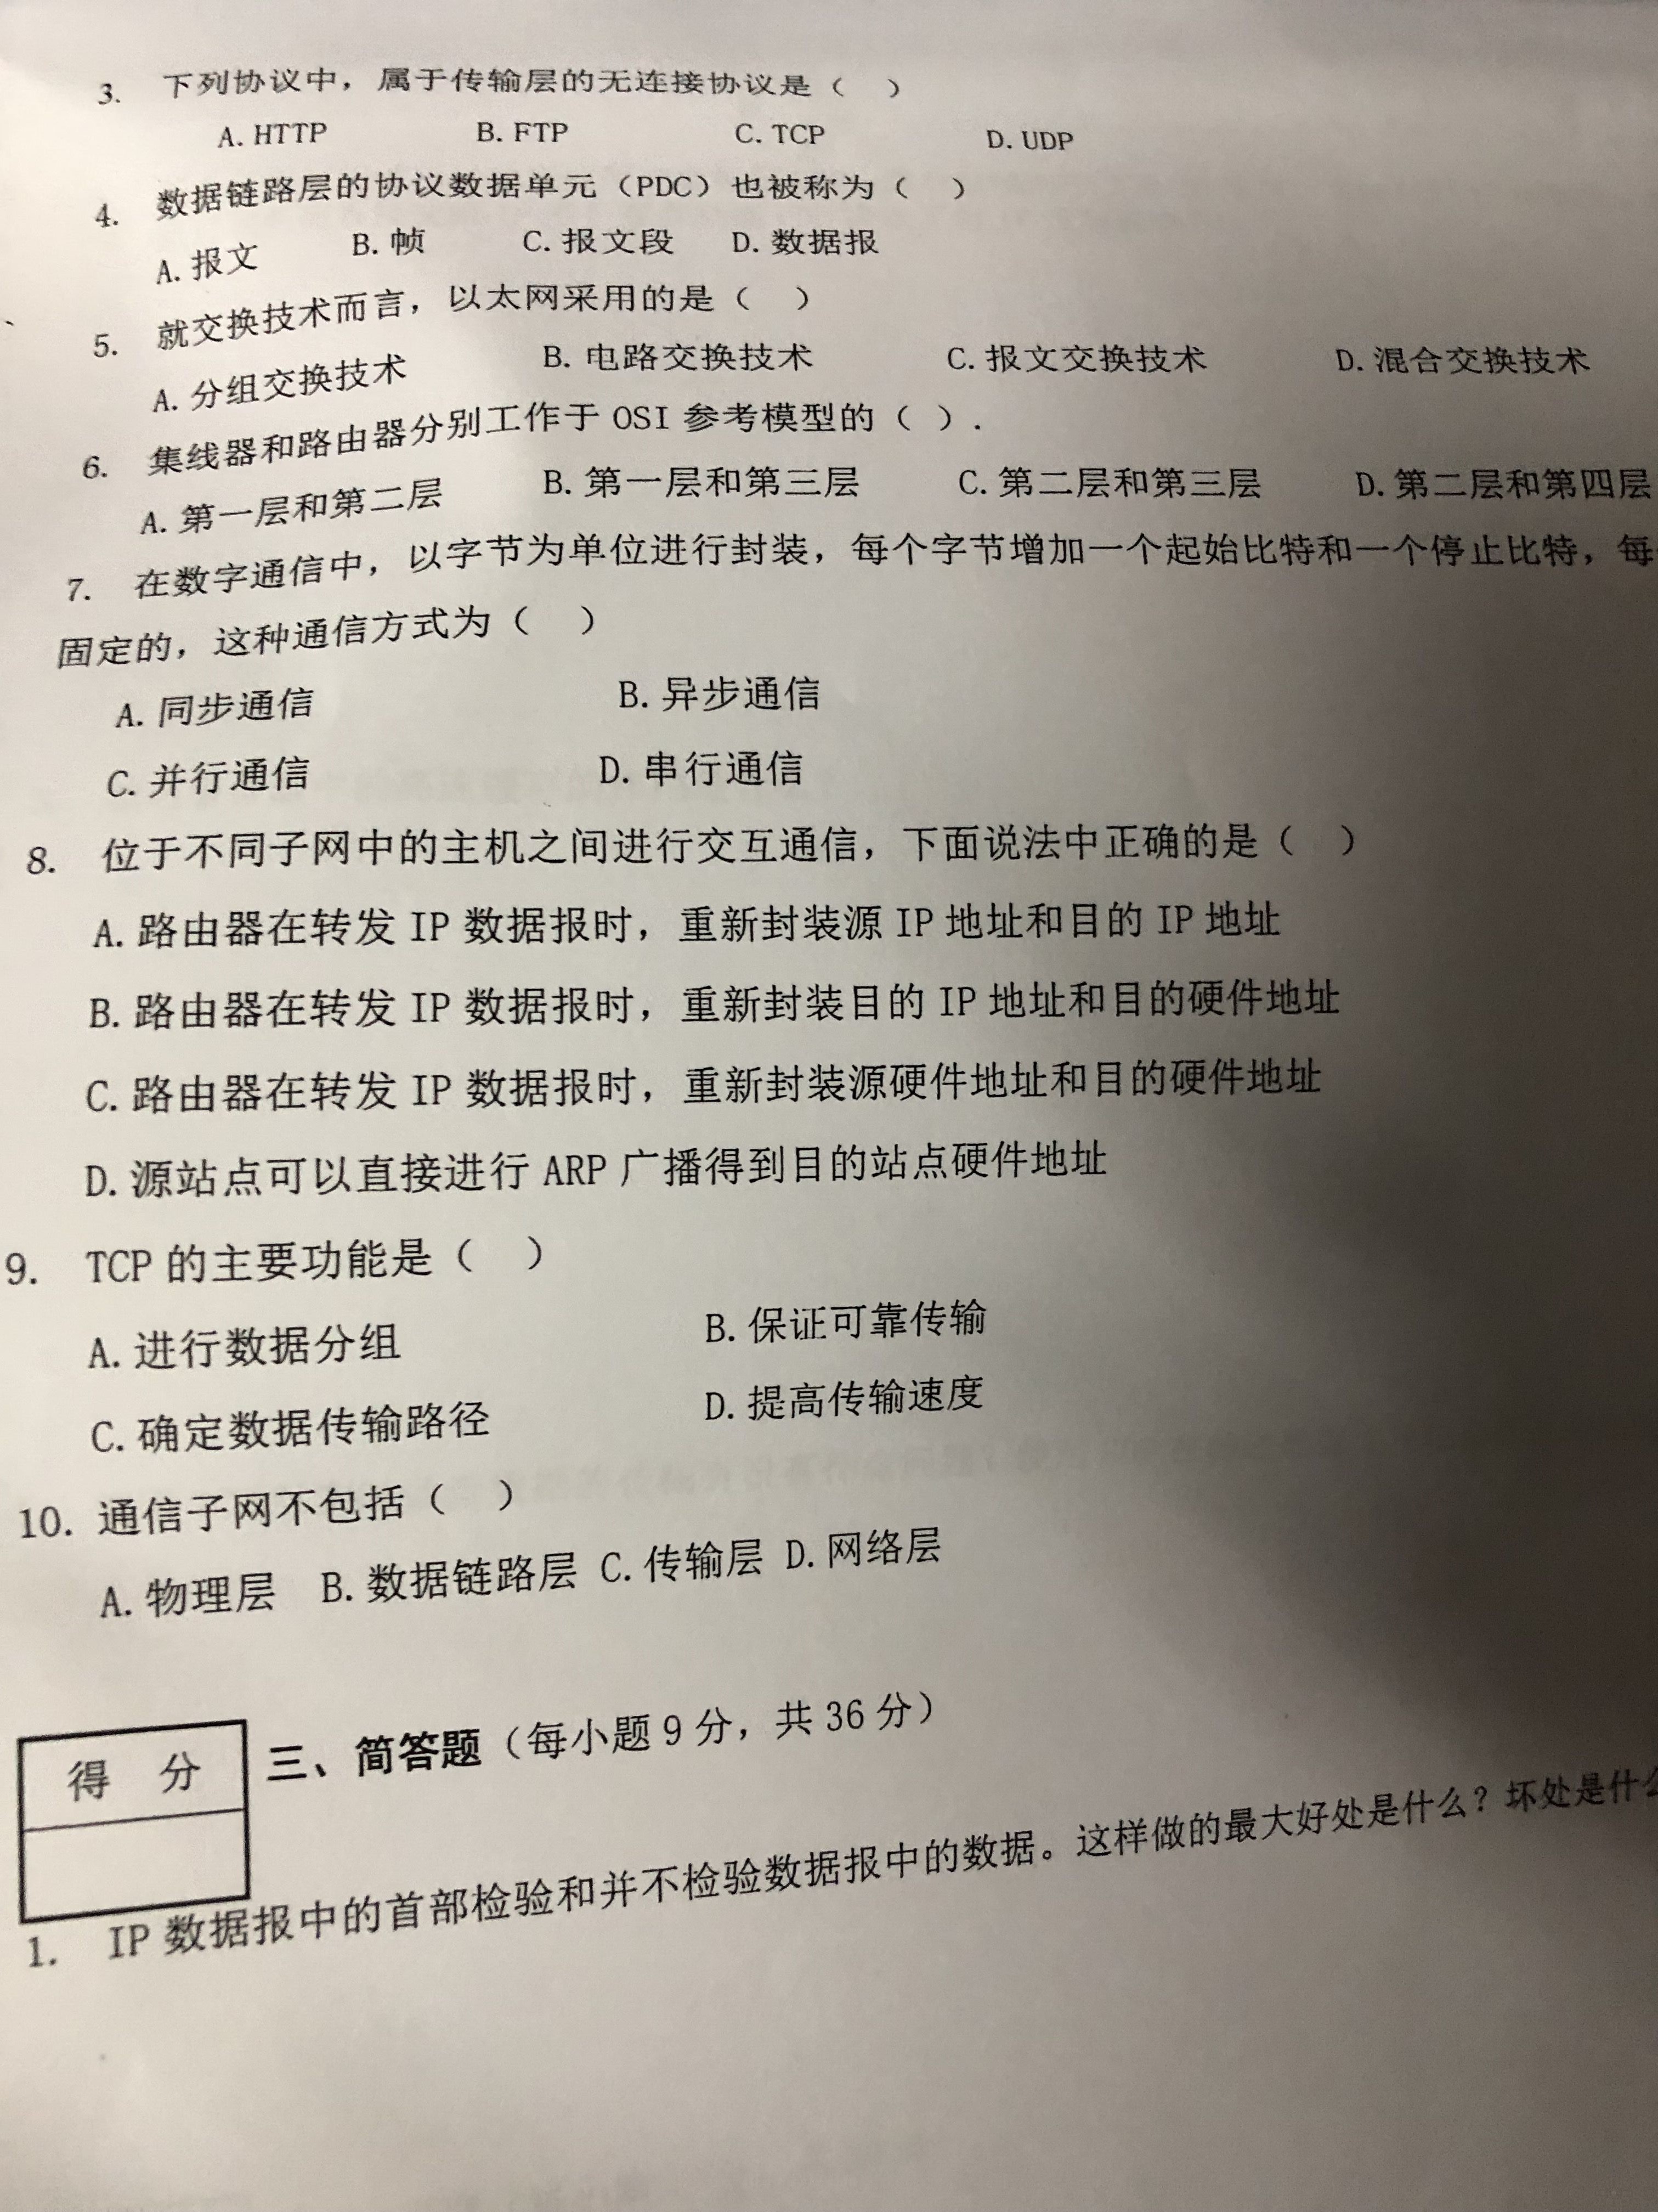 3. 下列协议中，属于传输层的无连接协议是（ ）
A. HTTP B. FTP C. TCP D. UDP
4. 数据链路层的协议数据单元（PDC）也被称为（ ）
A. 报文 B. 帧 C. 报文段 D. 数据报
5. 就交换技术而言，以太网采用的是（ ）
A. 分组交换技术 B. 电路交换技术 C. 报文交换技术 D. 混合交换技术
6. 集线器和路由器分别工作于 OSI 参考模型的（ ）.
A. 第一层和第二层 B. 第一层和第三层 C. 第二层和第三层 D. 第二层和第四层
7. 在数字通信中，以字节为单位进行封装，每个字节增加一个起始比特和一个停止比特，每
固定的，这种通信方式为（ ）
A. 同步通信 B. 异步通信
C. 并行通信 D. 串行通信
8. 位于不同子网中的主机之间进行交互通信，下面说法中正确的是（ ）
A. 路由器在转发 IP 数据报时，重新封装源 IP 地址和目的 IP 地址
B. 路由器在转发 IP 数据报时，重新封装目的 IP 地址和目的硬件地址
C. 路由器在转发 IP 数据报时，重新封装源硬件地址和目的硬件地址
D. 源站点可以直接进行 ARP 广播得到目的站点硬件地址
9. TCP 的主要功能是（ ）
A. 进行数据分组 B. 保证可靠传输
C. 确定数据传输路径 D. 提高传输速度
10. 通信子网不包括（ ）
A. 物理层 B. 数据链路层 C. 传输层 D. 网络层
得 分
三、简答题（每小题 9 分，共 36 分）
1. IP 数据报中的首部检验和并不检验数据报中的数据。这样做的最大好处是什么？坏处是什么